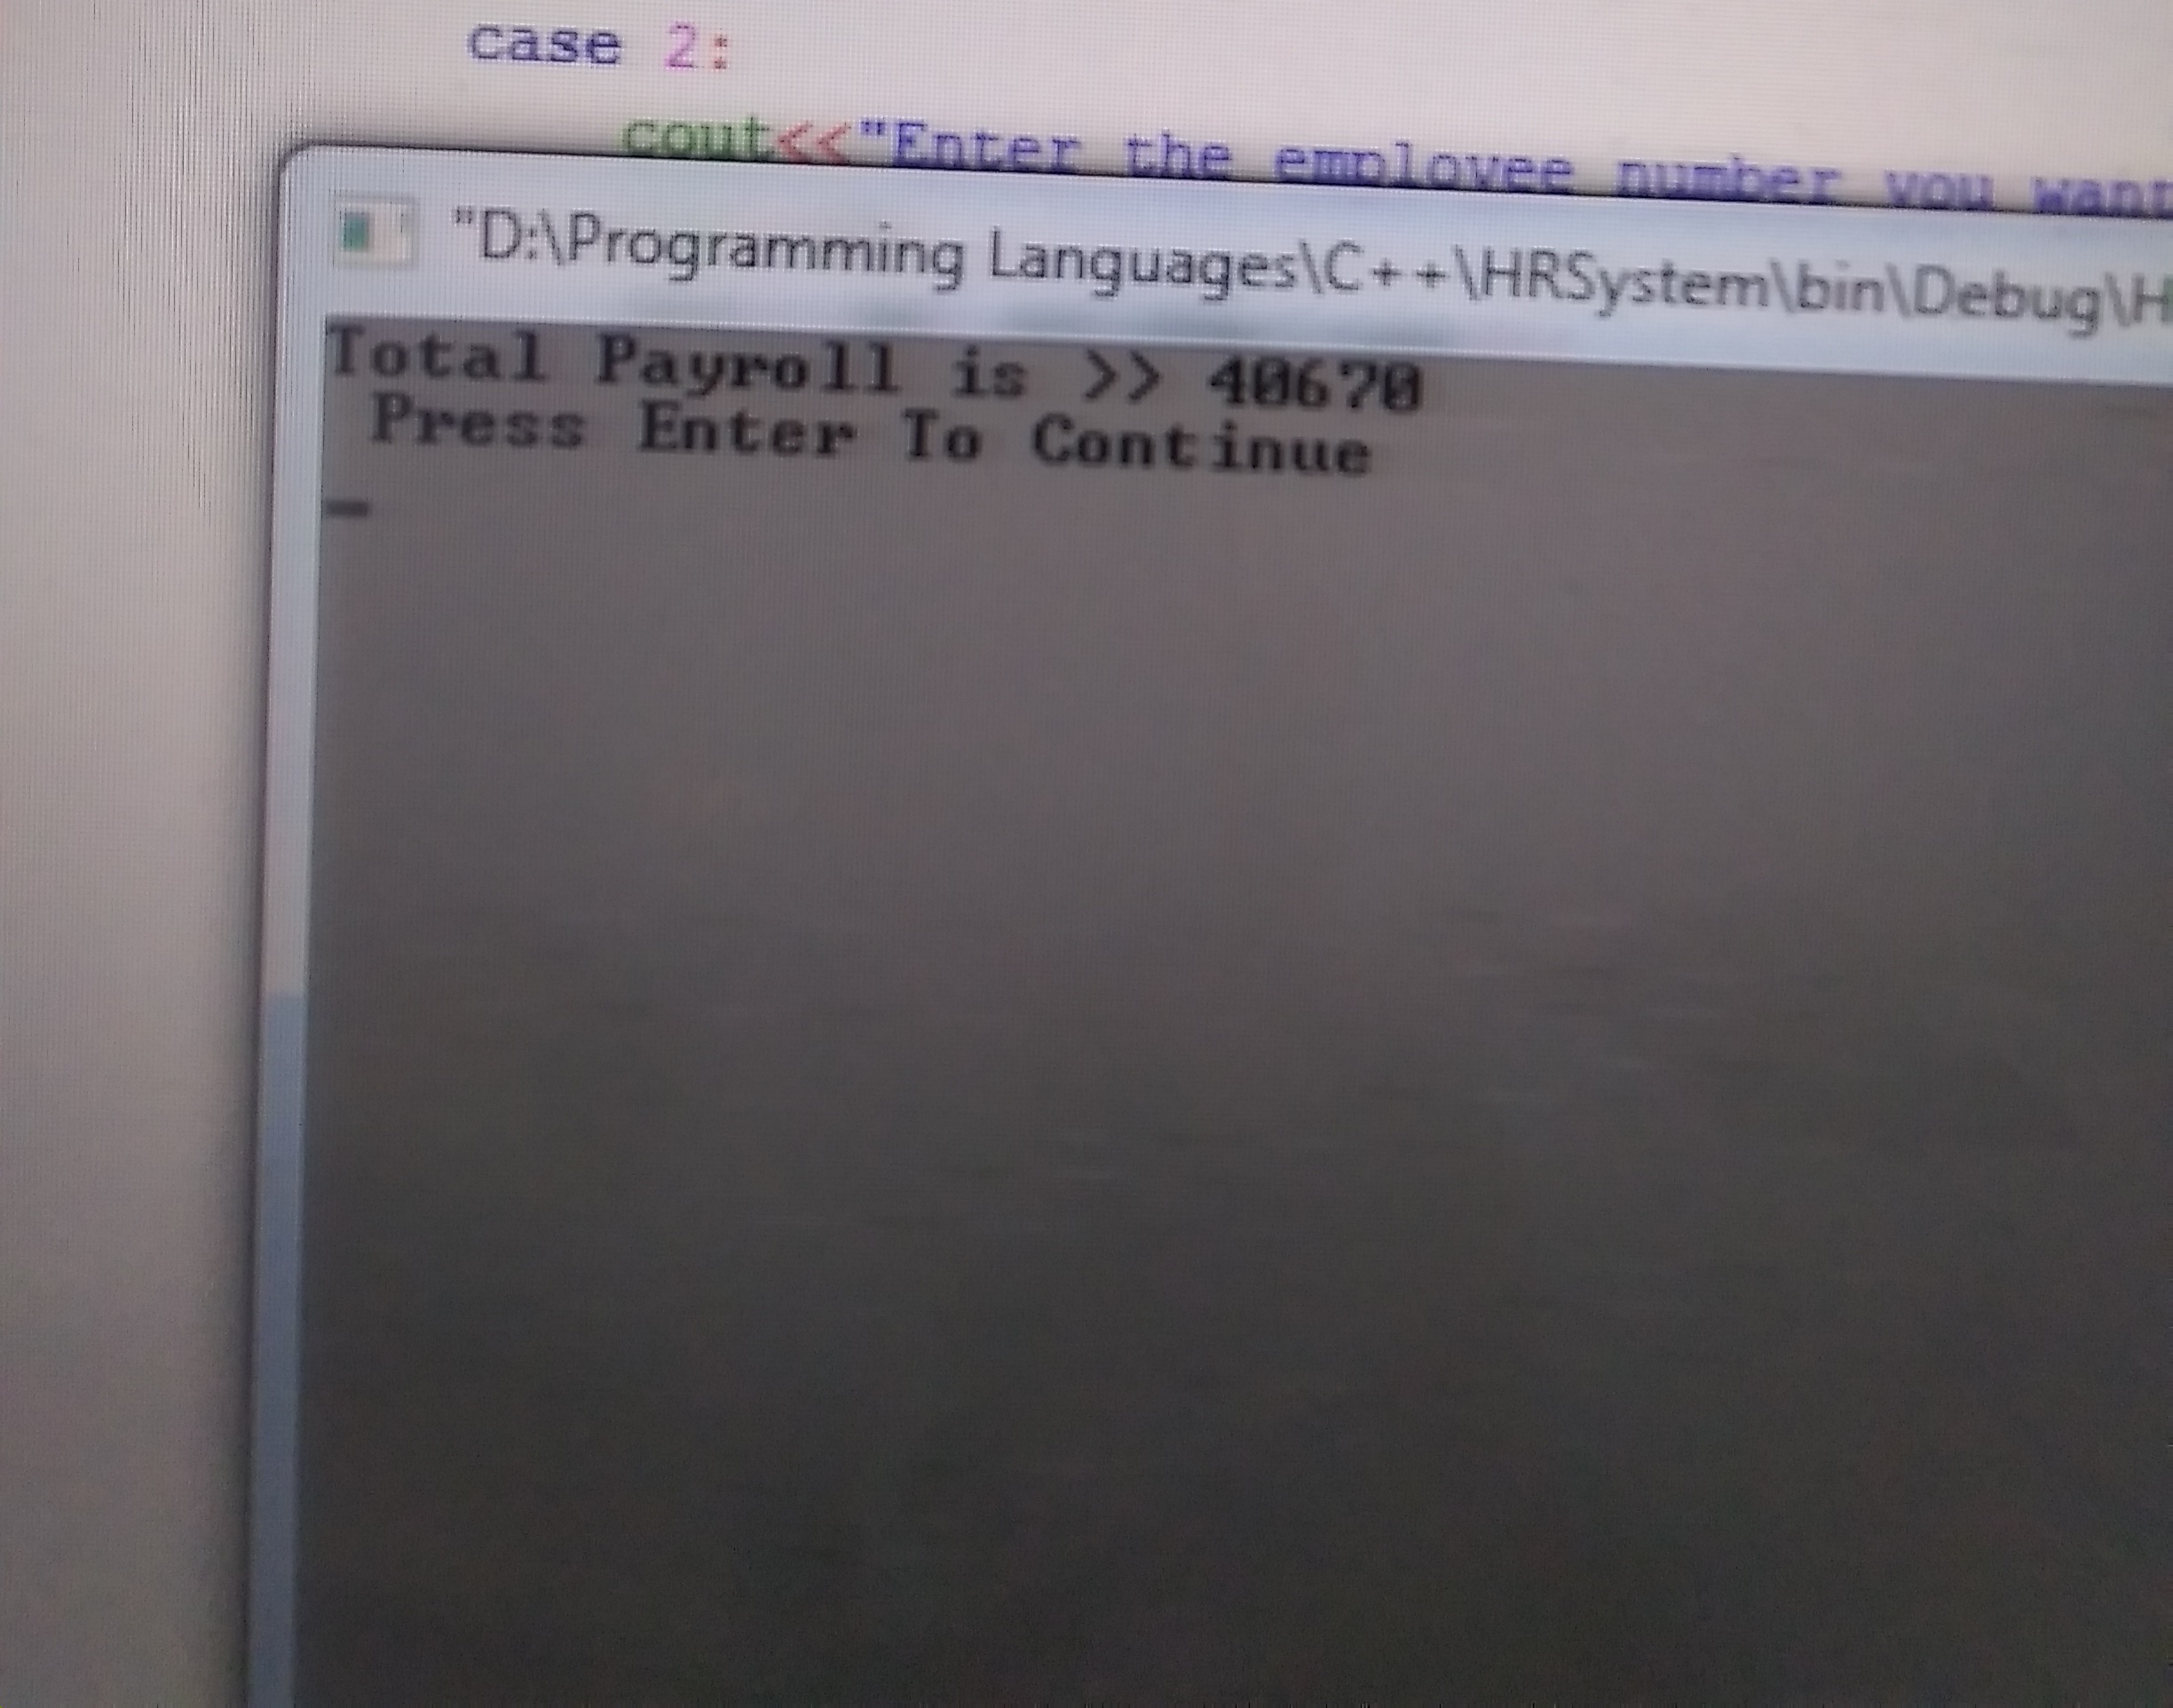 case 2:
cout<<"Enter the employee number you want
"D:\Programming Languages\C++\HRSystem\bin\Debug\H
Total Payroll is >> 40670
Press Enter To Continue
_